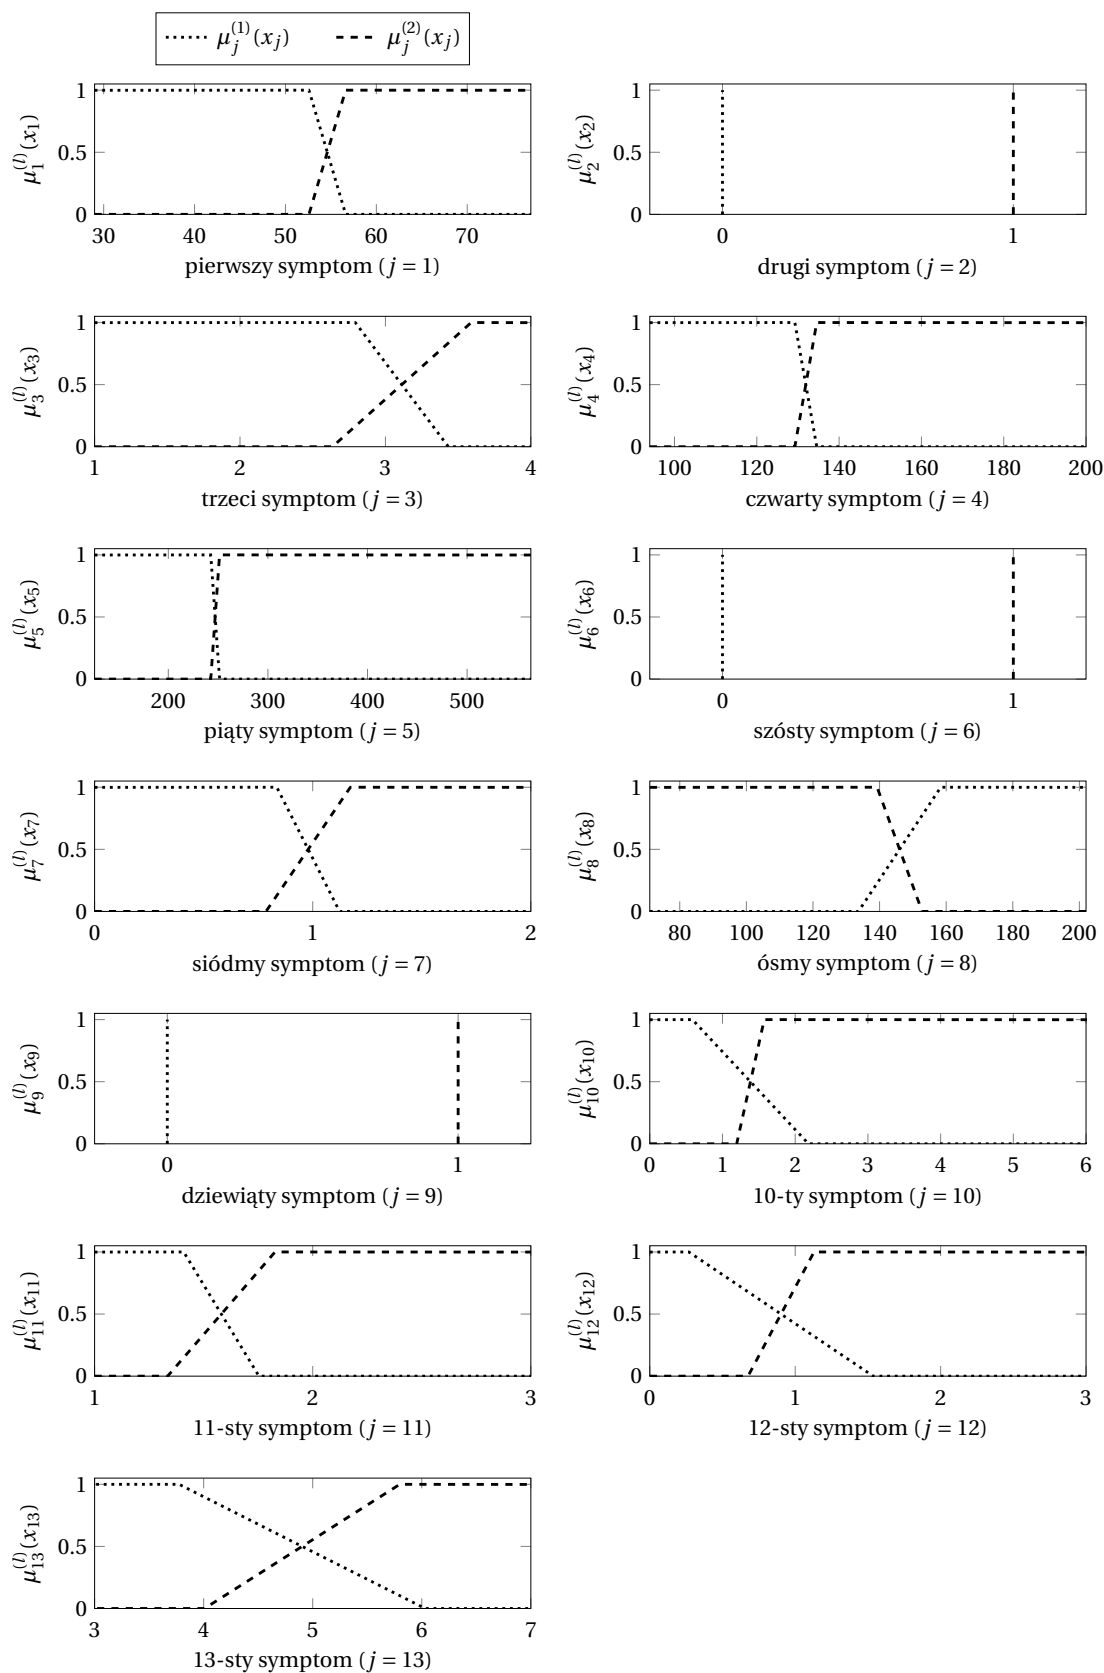 μ_j^(1)(x_j) μ_j^(2)(x_j)
μ_1^(l)(x_1)
1
0.5
0
30 40 50 60 70
pierwszy symptom (j = 1)
μ_2^(l)(x_2)
1
0.5
0
0 1
drugi symptom (j = 2)
μ_3^(l)(x_3)
1
0.5
0
1 2 3 4
trzeci symptom (j = 3)
μ_4^(l)(x_4)
1
0.5
0
100 120 140 160 180 200
czwarty symptom (j = 4)
μ_5^(l)(x_5)
1
0.5
0
200 300 400 500
piąty symptom (j = 5)
μ_6^(l)(x_6)
1
0.5
0
0 1
szósty symptom (j = 6)
μ_7^(l)(x_7)
1
0.5
0
0 1 2
siódmy symptom (j = 7)
μ_8^(l)(x_8)
1
0.5
0
80 100 120 140 160 180 200
ósmy symptom (j = 8)
μ_9^(l)(x_9)
1
0.5
0
0 1
dziewiąty symptom (j = 9)
μ_10^(l)(x_10)
1
0.5
0
0 1 2 3 4 5 6
10-ty symptom (j = 10)
μ_11^(l)(x_11)
1
0.5
0
1 2 3
11-sty symptom (j = 11)
μ_12^(l)(x_12)
1
0.5
0
0 1 2 3
12-sty symptom (j = 12)
μ_13^(l)(x_13)
1
0.5
0
3 4 5 6 7
13-sty symptom (j = 13)